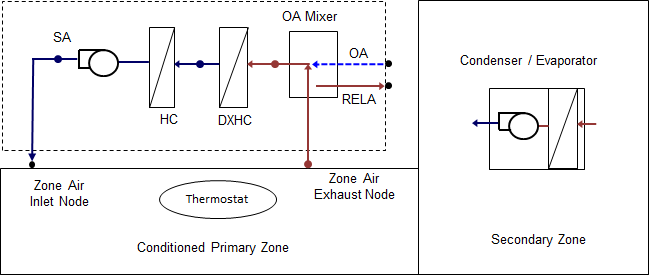 OA Mixer
SA
OA
RELA
HC
DXHC
Condenser / Evaporator
Zone Air
Inlet Node
Thermostat
Zone Air
Exhaust Node
Conditioned Primary Zone
Secondary Zone